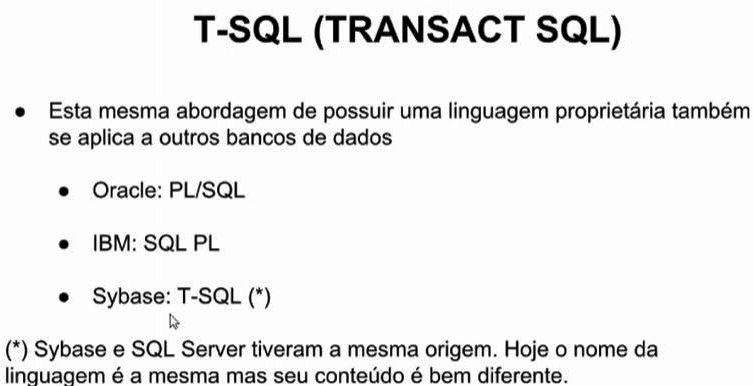 T-SQL (TRANSACT SQL)
● Esta mesma abordagem de possuir uma linguagem proprietária também
se aplica a outros bancos de dados
● Oracle: PL/SQL
● IBM: SQL PL
● Sybase: T-SQL (*)
(*) Sybase e SQL Server tiveram a mesma origem. Hoje o nome da
linguagem é a mesma mas seu conteúdo é bem diferente.